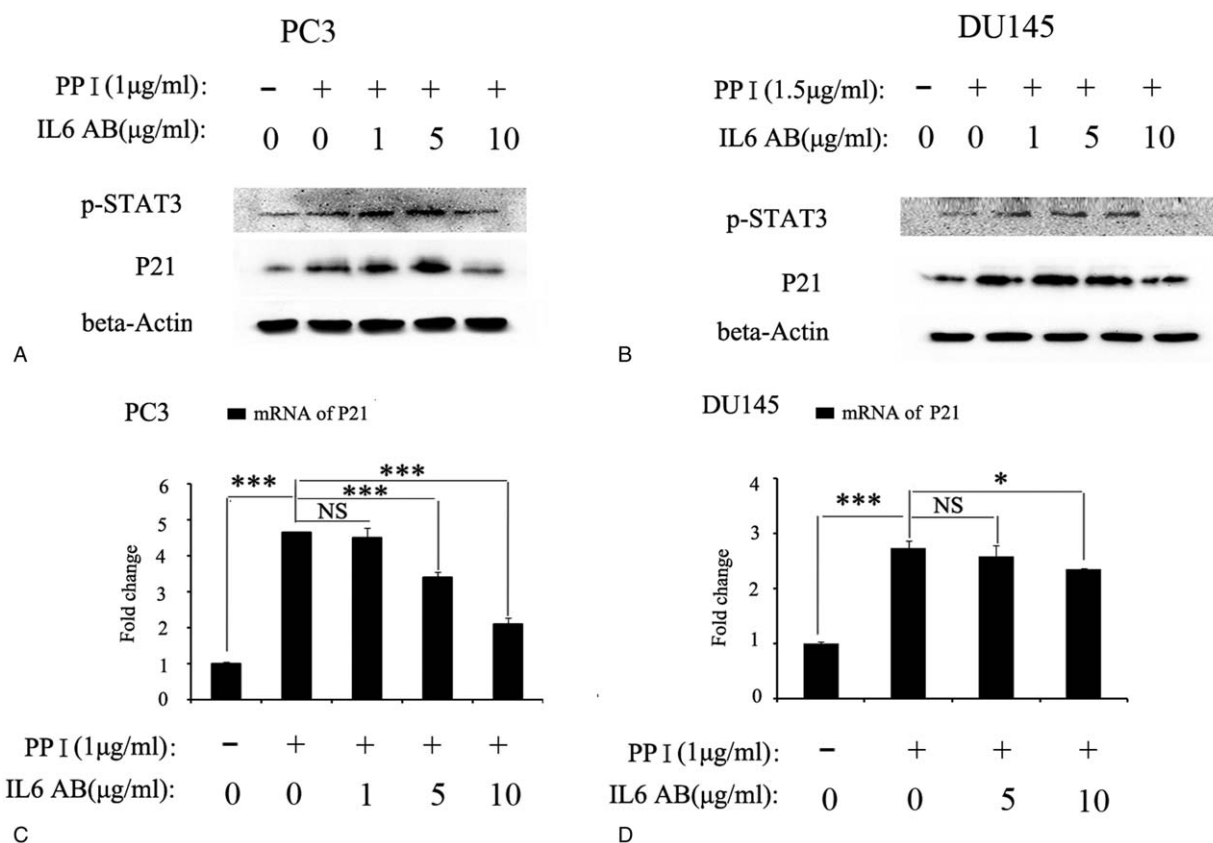 PC3
PP I (1μg/ml): − + + + +
IL6 AB(μg/ml): 0 0 1 5 10
p-STAT3
P21
beta-Actin
A
DU145
PP I (1.5μg/ml): − + + + +
IL6 AB(μg/ml): 0 0 1 5 10
p-STAT3
P21
beta-Actin
B
PC3
mRNA of P21
***
***
***
NS
Fold change
6
5
4
3
2
1
0
PP I (1μg/ml): − + + + +
IL6 AB(μg/ml): 0 0 1 5 10
C
DU145
mRNA of P21
***
*
NS
Fold change
4
3
2
1
0
PP I (1μg/ml): − + + +
IL6 AB(μg/ml): 0 0 5 10
D